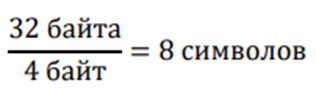 32 байта
4 байт
= 8 символов